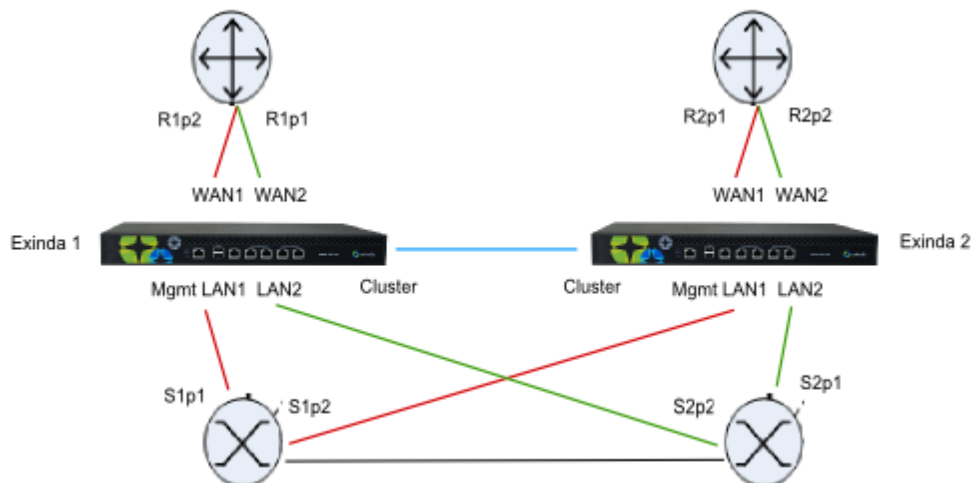 R1p2 R1p1 R2p1 R2p2
WAN1 WAN2 WAN1 WAN2
Exinda 1 Exinda 2
Mgmt LAN1 LAN2 Cluster Cluster Mgmt LAN1 LAN2
S1p1 S1p2 S2p2 S2p1